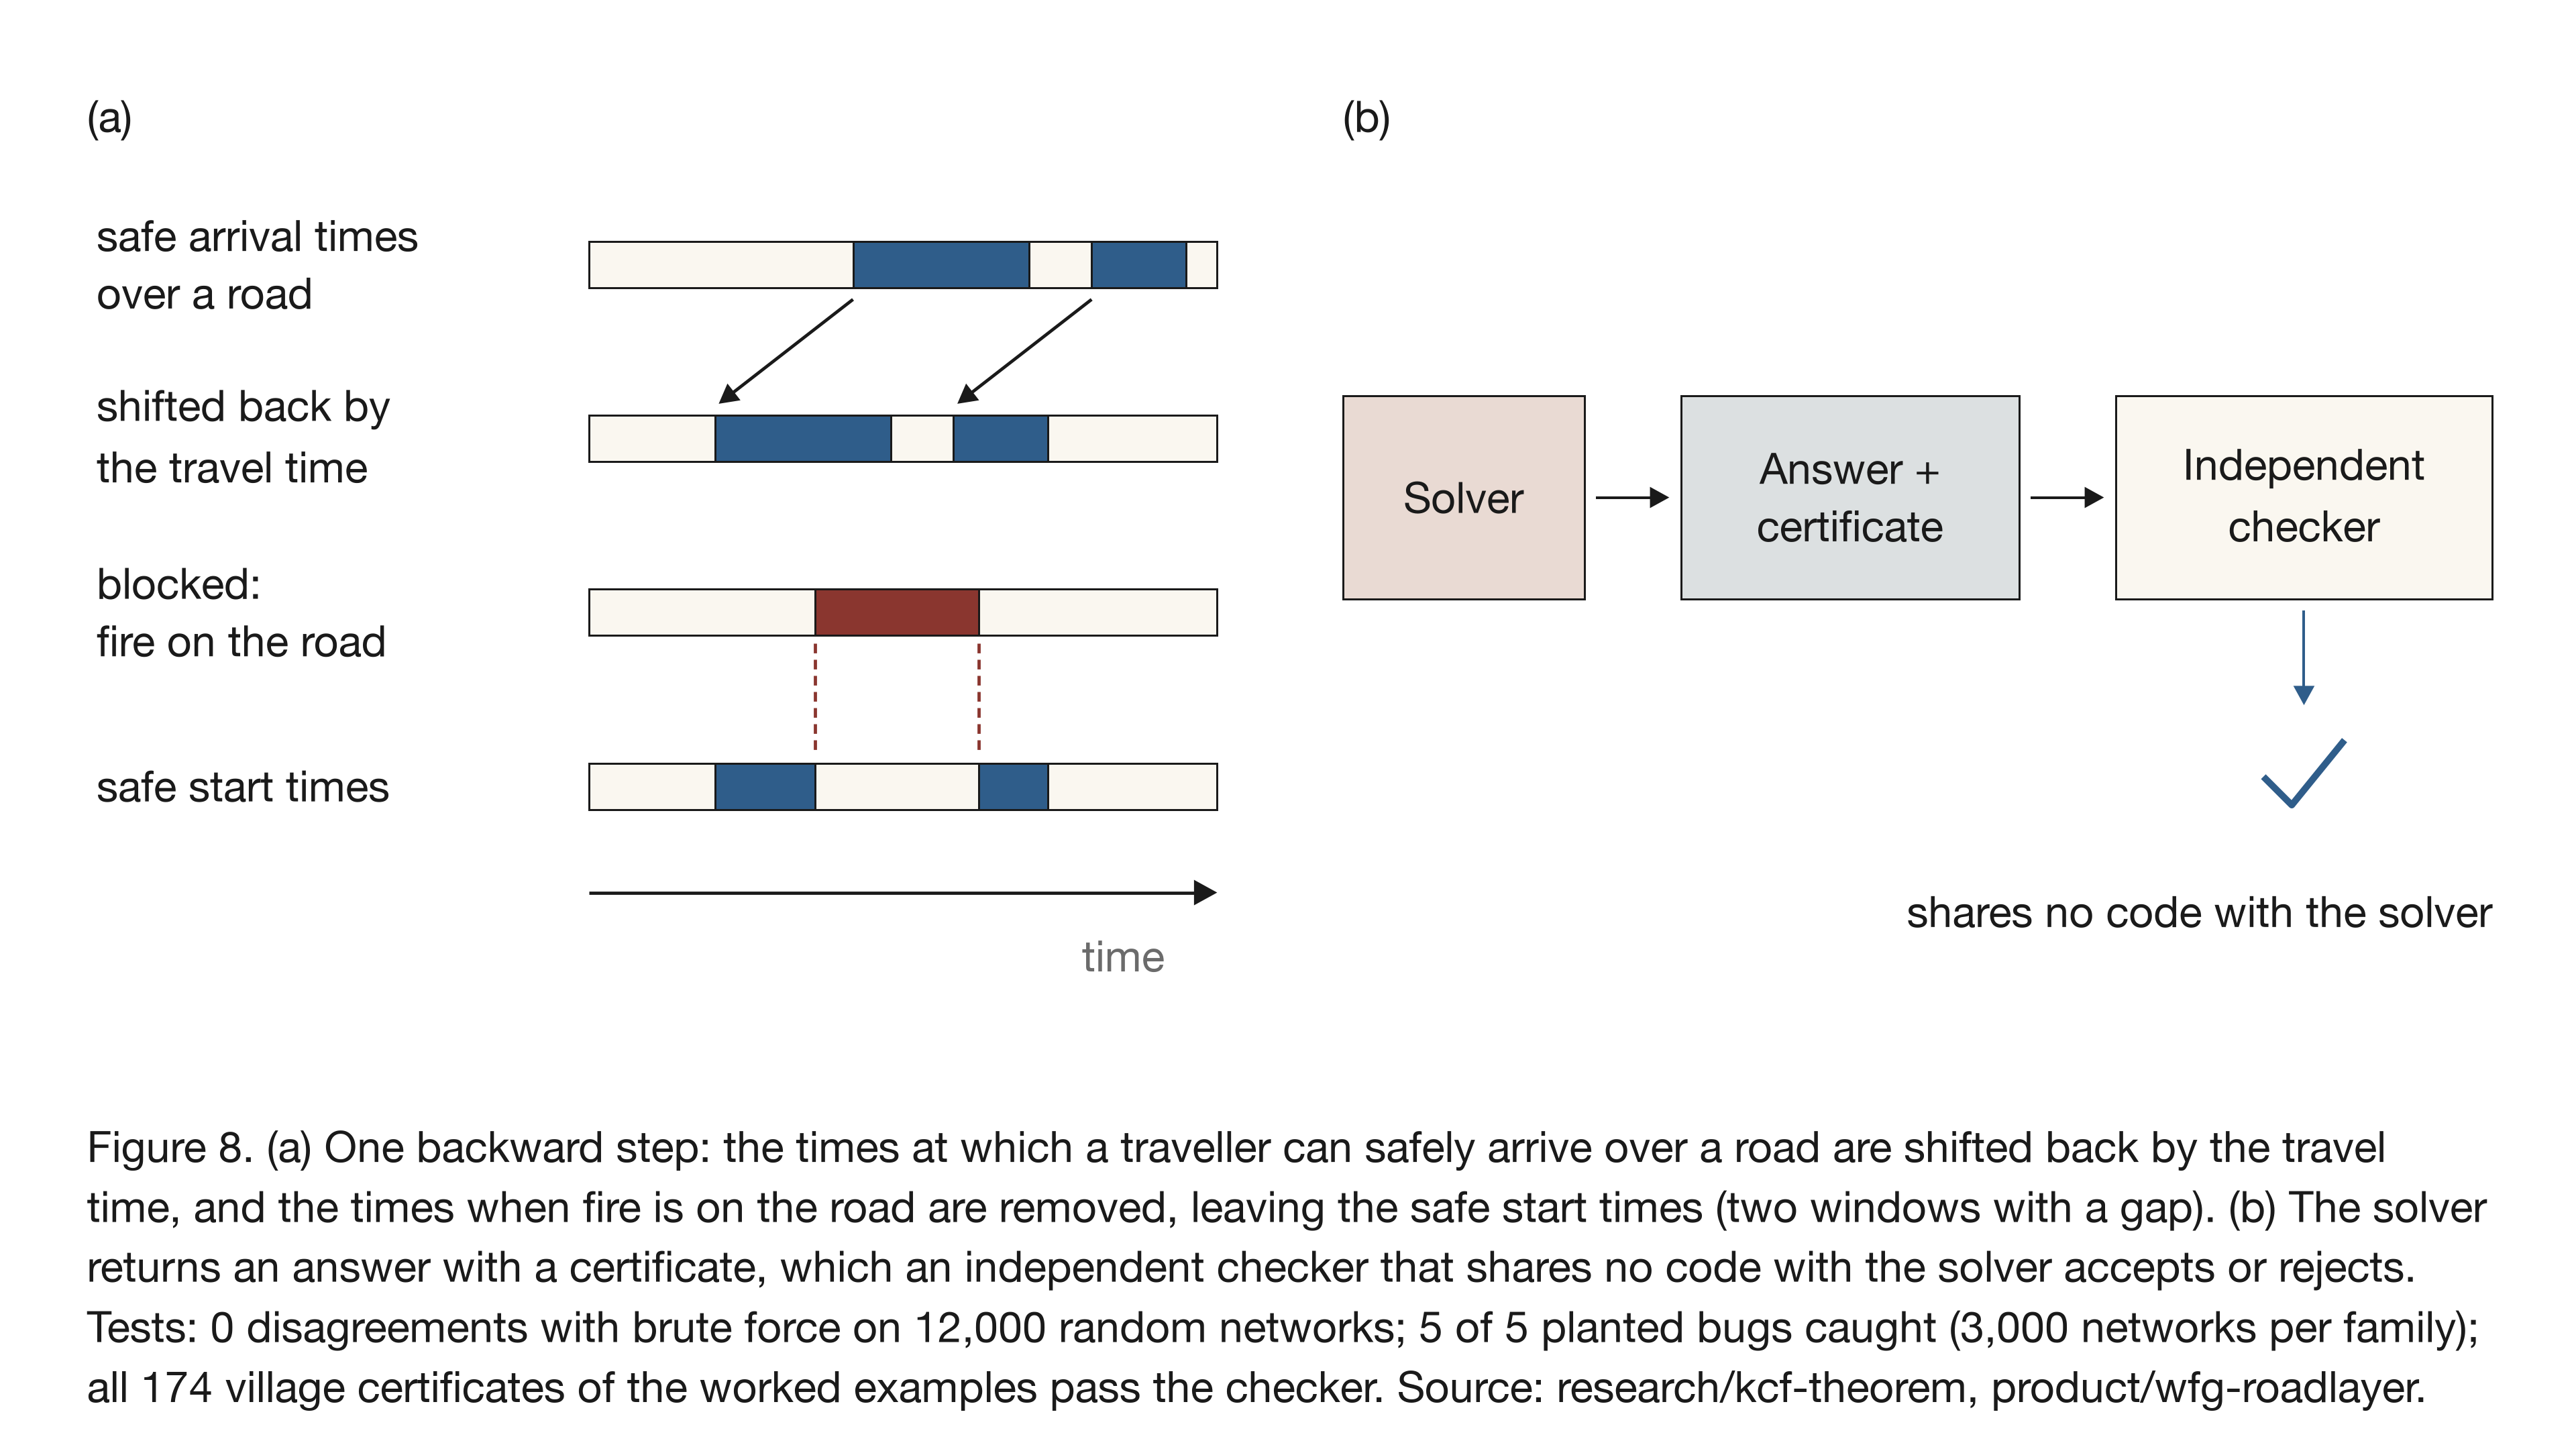 (a)
safe arrival times
over a road
shifted back by
the travel time
blocked:
fire on the road
safe start times
time
(b)
Solver
Answer +
certificate
Independent
checker
shares no code with the solver
Figure 8. (a) One backward step: the times at which a traveller can safely arrive over a road are shifted back by the travel
time, and the times when fire is on the road are removed, leaving the safe start times (two windows with a gap). (b) The solver
returns an answer with a certificate, which an independent checker that shares no code with the solver accepts or rejects.
Tests: 0 disagreements with brute force on 12,000 random networks; 5 of 5 planted bugs caught (3,000 networks per family);
all 174 village certificates of the worked examples pass the checker. Source: research/kcf-theorem, product/wfg-roadlayer.